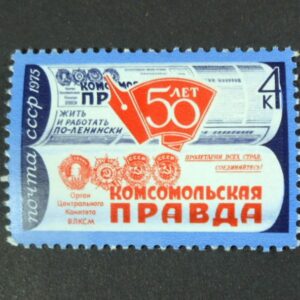 КОМСОМОЛЬСКАЯ
ПР
ЖИТЬ
И РАБОТАТЬ
ПО-ЛЕНИНСКИ
50 ЛЕТ
4
К
почта СССР 1975
ПРОЛЕТАРИИ ВСЕХ СТРАН,
СОЕДИНЯЙТЕСЬ!
Орган
Центрального
Комитета
ВЛКСМ
КОМСОМОЛЬСКАЯ
ПРАВДА